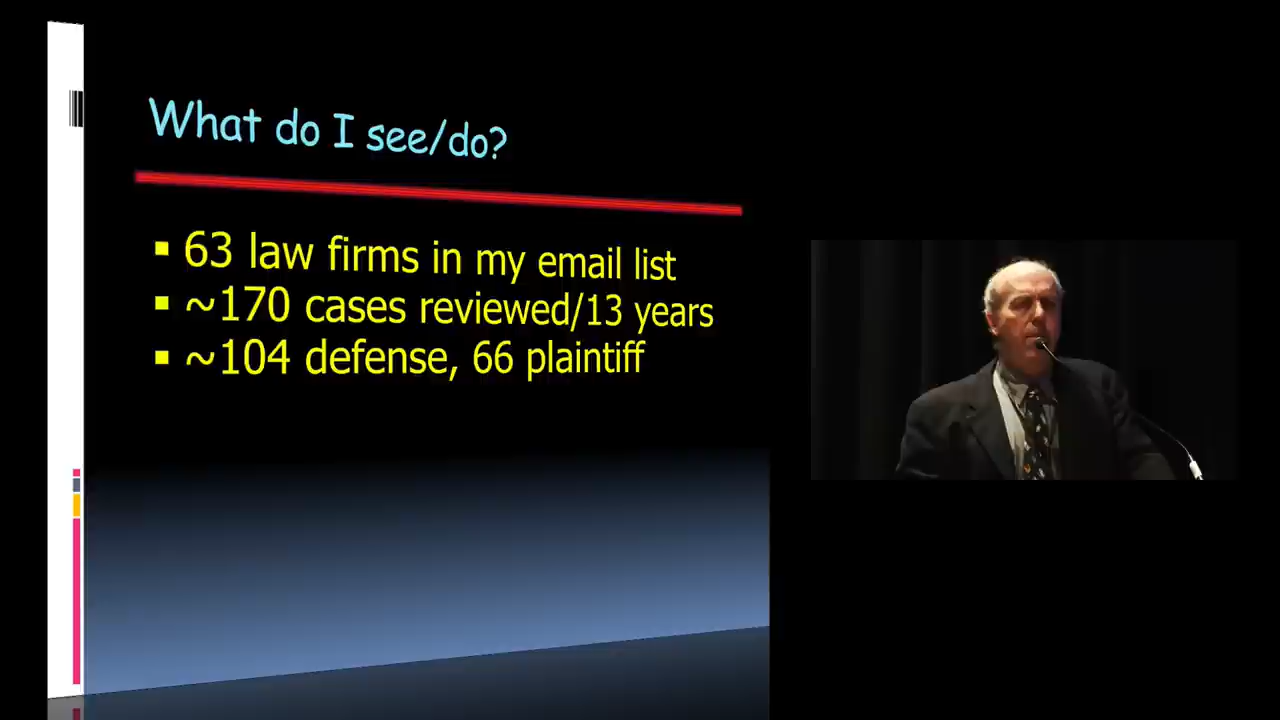 What do I see/do?
63 law firms in my email list
~170 cases reviewed/13 years
~104 defense, 66 plaintiff